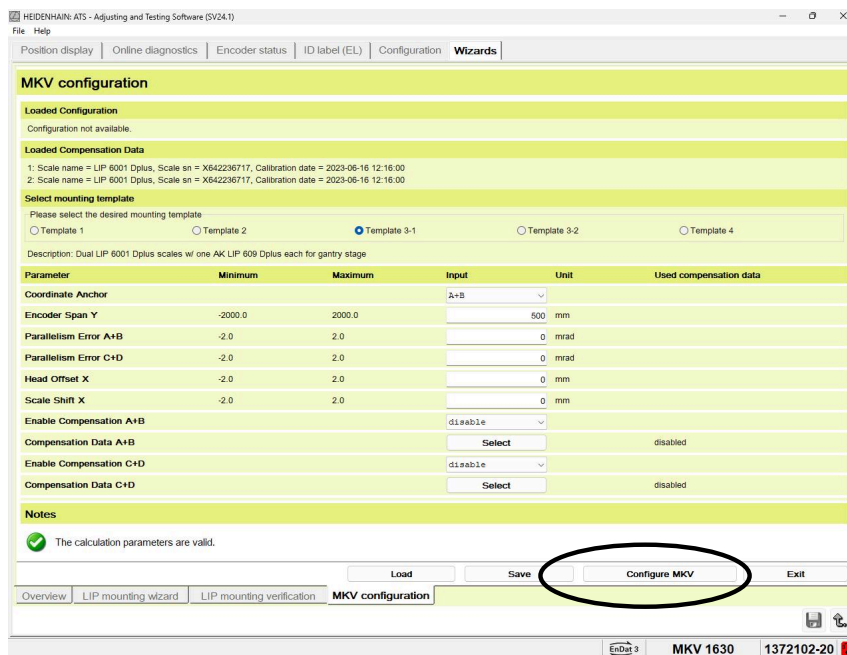 HEIDENHAIN: ATS - Adjusting and Testing Software (SV24.1)
File Help
Position display Online diagnostics Encoder status ID label (EL) Configuration Wizards
MKV configuration
Loaded Configuration
Configuration not available.
Loaded Compensation Data
1: Scale name = LIP 6001 Dplus, Scale sn = X642236717, Calibration date = 2023-06-16 12:16:00
2: Scale name = LIP 6001 Dplus, Scale sn = X642236717, Calibration date = 2023-06-16 12:16:00
Select mounting template
Please select the desired mounting template
Template 1 Template 2 Template 3-1 Template 3-2 Template 4
Description: Dual LIP 6001 Dplus scales w/ one AK LIP 609 Dplus each for gantry stage
Parameter Minimum Maximum Input Unit Used compensation data
Coordinate Anchor A+B
Encoder Span Y -2000.0 2000.0 500 mm
Parallelism Error A+B -2.0 2.0 0 mrad
Parallelism Error C+D -2.0 2.0 0 mrad
Head Offset X -2.0 2.0 0 mm
Scale Shift X -2.0 2.0 0 mm
Enable Compensation A+B disable
Compensation Data A+B Select disabled
Enable Compensation C+D disable
Compensation Data C+D Select disabled
Notes
The calculation parameters are valid.
Load Save Configure MKV Exit
Overview LIP mounting wizard LIP mounting verification MKV configuration
EnDat 3 MKV 1630 1372102-20